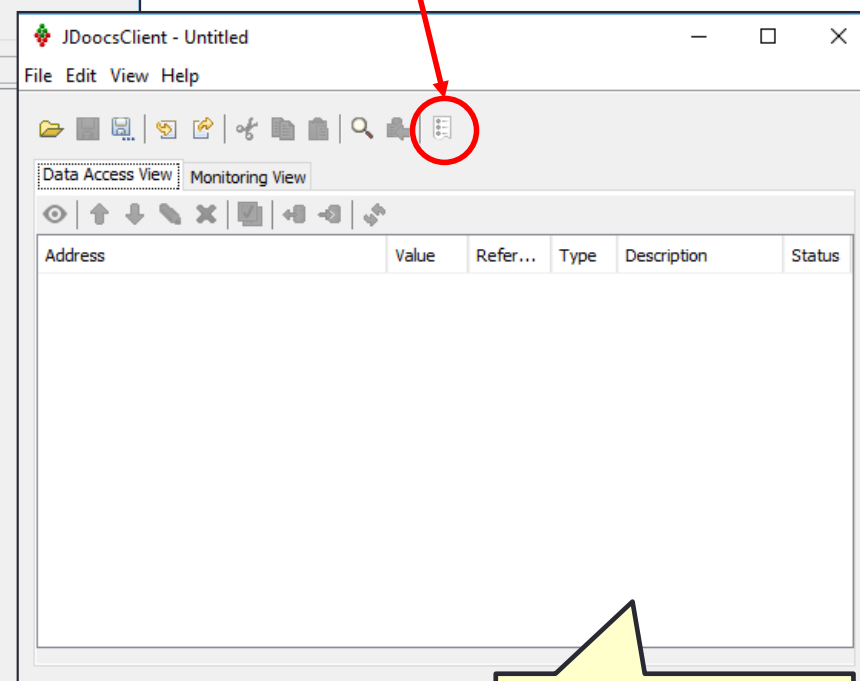 JDoocsClient - Untitled
File Edit View Help
Data Access View Monitoring View
Address Value Refer... Type Description Status